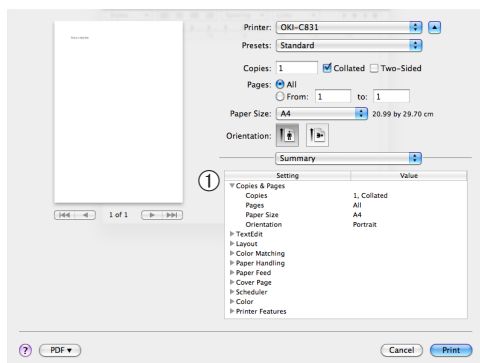 Printer: OKI-C831
Presets: Standard
Copies: 1 Collated Two-Sided
Pages: All
From: 1 to: 1
Paper Size: A4 20.99 by 29.70 cm
Orientation:
Summary
①
Setting Value
Copies & Pages
Copies 1, Collated
Pages All
Paper Size A4
Orientation Portrait
TextEdit
Layout
Color Matching
Paper Handling
Paper Feed
Cover Page
Scheduler
Color
Printer Features
1 of 1
? PDF Cancel Print